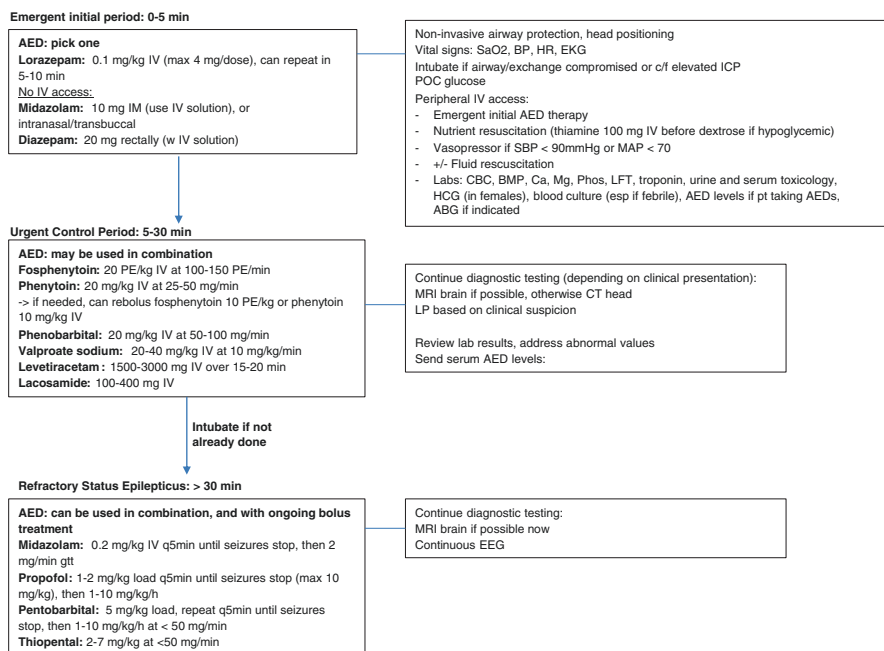 Emergent initial period: 0-5 min
AED: pick one
Lorazepam: 0.1 mg/kg IV (max 4 mg/dose), can repeat in
5-10 min
No IV access:
Midazolam: 10 mg IM (use IV solution), or
intranasal/transbuccal
Diazepam: 20 mg rectally (w IV solution)
Non-invasive airway protection, head positioning
Vital signs: SaO2, BP, HR, EKG
Intubate if airway/exchange compromised or c/f elevated ICP
POC glucose
Peripheral IV access:
- Emergent initial AED therapy
- Nutrient resuscitation (thiamine 100 mg IV before dextrose if hypoglycemic)
- Vasopressor if SBP < 90mmHg or MAP < 70
- +/- Fluid rescuscitation
- Labs: CBC, BMP, Ca, Mg, Phos, LFT, troponin, urine and serum toxicology,
HCG (in females), blood culture (esp if febrile), AED levels if pt taking AEDs,
ABG if indicated
Urgent Control Period: 5-30 min
AED: may be used in combination
Fosphenytoin: 20 PE/kg IV at 100-150 PE/min
Phenytoin: 20 mg/kg IV at 25-50 mg/min
-> if needed, can rebolus fosphenytoin 10 PE/kg or phenytoin
10 mg/kg IV
Phenobarbital: 20 mg/kg IV at 50-100 mg/min
Valproate sodium: 20-40 mg/kg IV at 10 mg/kg/min
Levetiracetam: 1500-3000 mg IV over 15-20 min
Lacosamide: 100-400 mg IV
Continue diagnostic testing (depending on clinical presentation):
MRI brain if possible, otherwise CT head
LP based on clinical suspicion
Review lab results, address abnormal values
Send serum AED levels:
Intubate if not
already done
Refractory Status Epilepticus: > 30 min
AED: can be used in combination, and with ongoing bolus
treatment
Midazolam: 0.2 mg/kg IV q5min until seizures stop, then 2
mg/min gtt
Propofol: 1-2 mg/kg load q5min until seizures stop (max 10
mg/kg), then 1-10 mg/kg/h
Pentobarbital: 5 mg/kg load, repeat q5min until seizures
stop, then 1-10 mg/kg/h at < 50 mg/min
Thiopental: 2-7 mg/kg at <50 mg/min
Continue diagnostic testing:
MRI brain if possible now
Continuous EEG